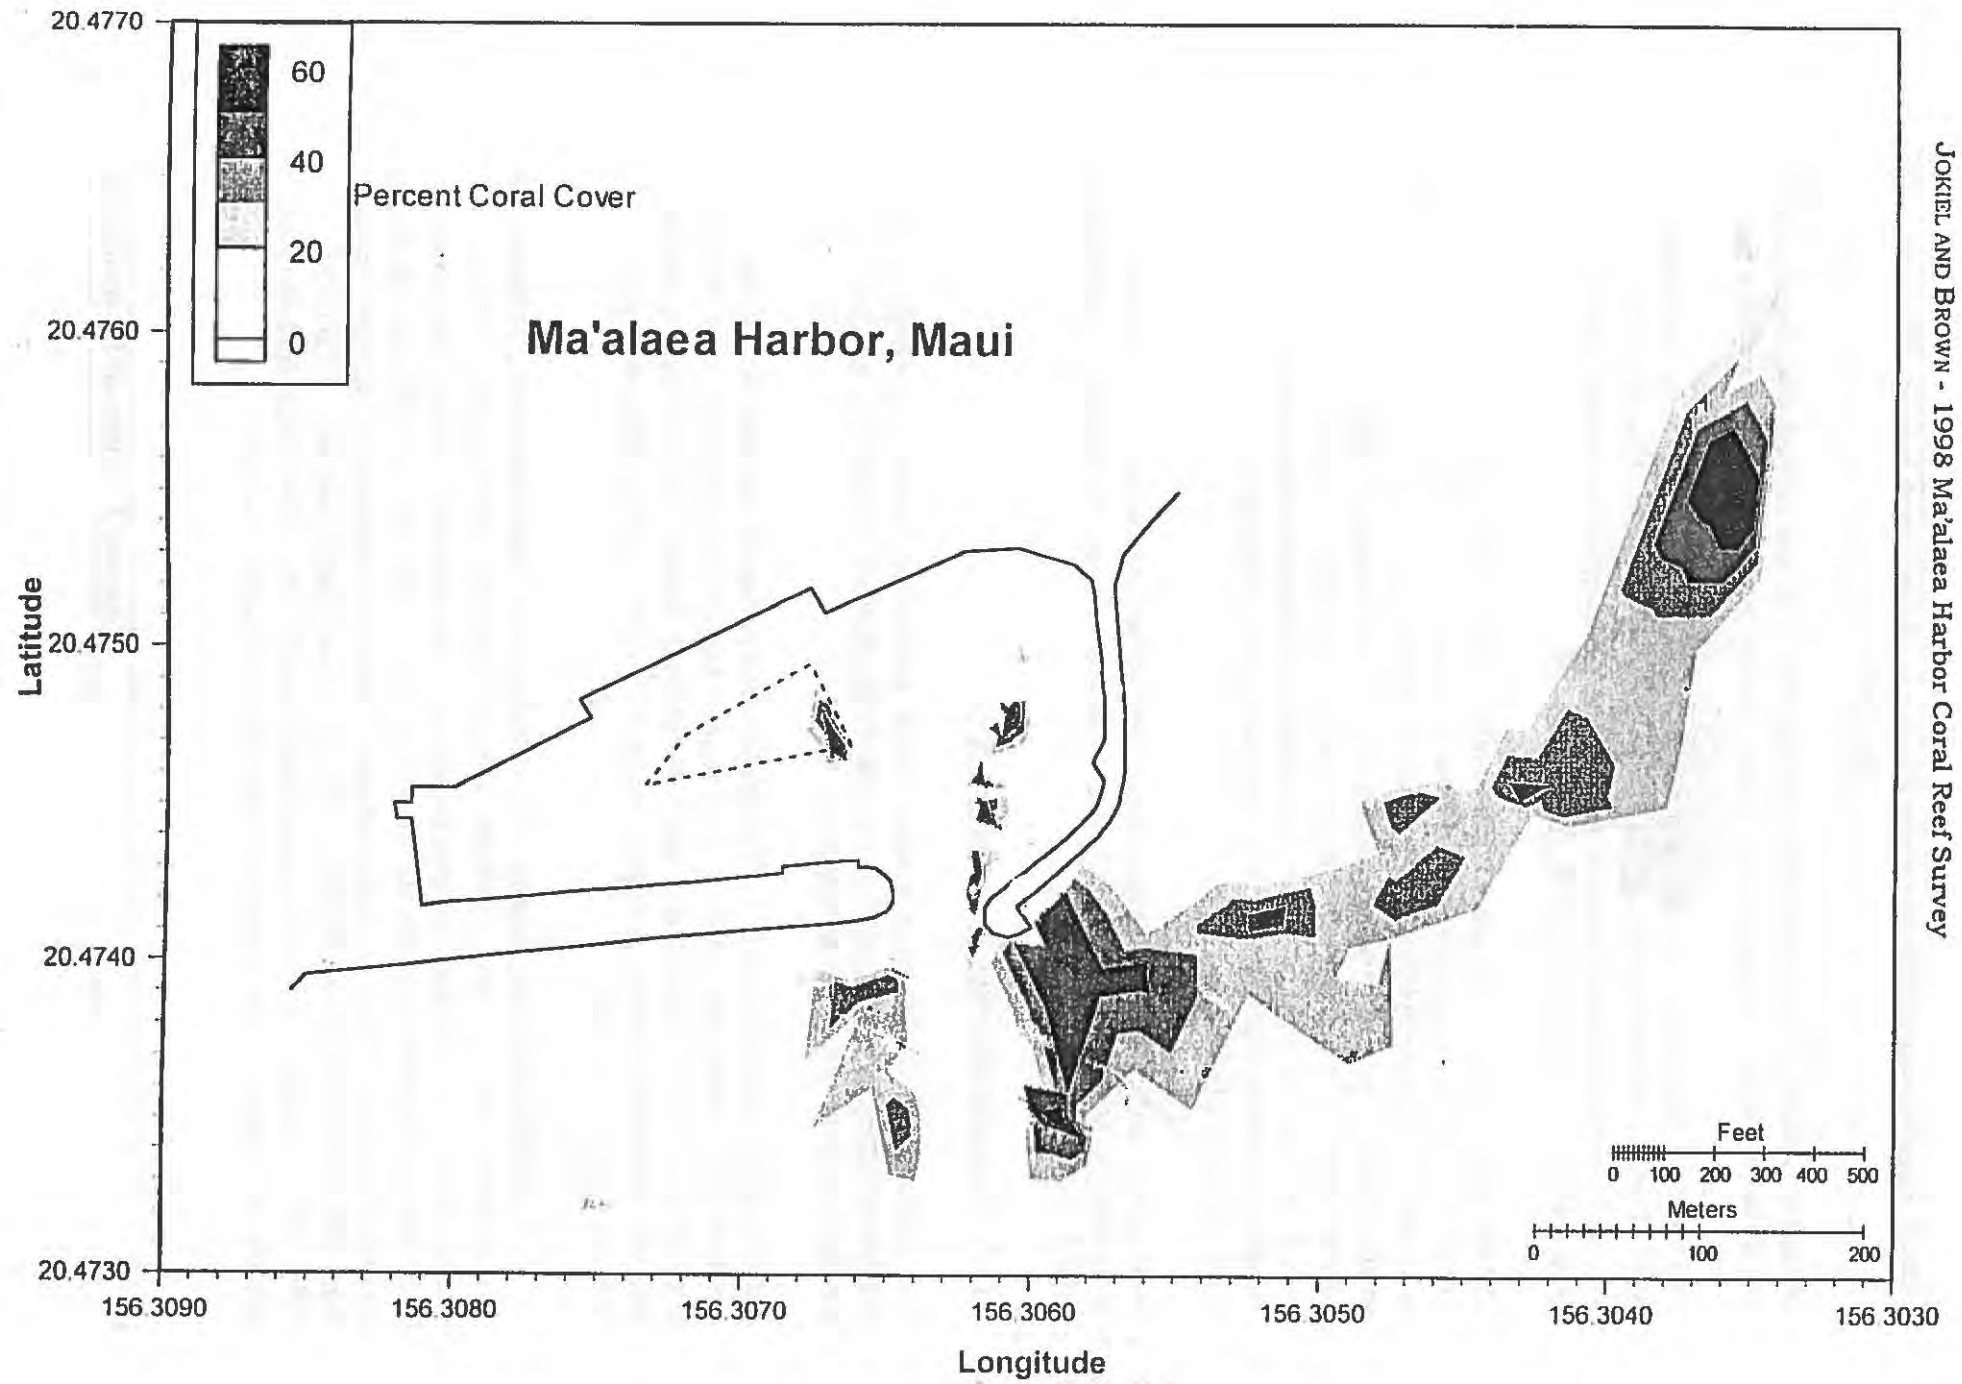 20.4770
60
40
Percent Coral Cover
20
0
20.4760
Ma'alaea Harbor, Maui
Latitude
20.4750
20.4740
20.4730
Feet
0 100 200 300 400 500
Meters
0 100 200
156.3090 156.3080 156.3070 156.3060 156.3050 156.3040 156.3030
Longitude
JOKIEL AND BROWN - 1998 Ma'alaea Harbor Coral Reef Survey